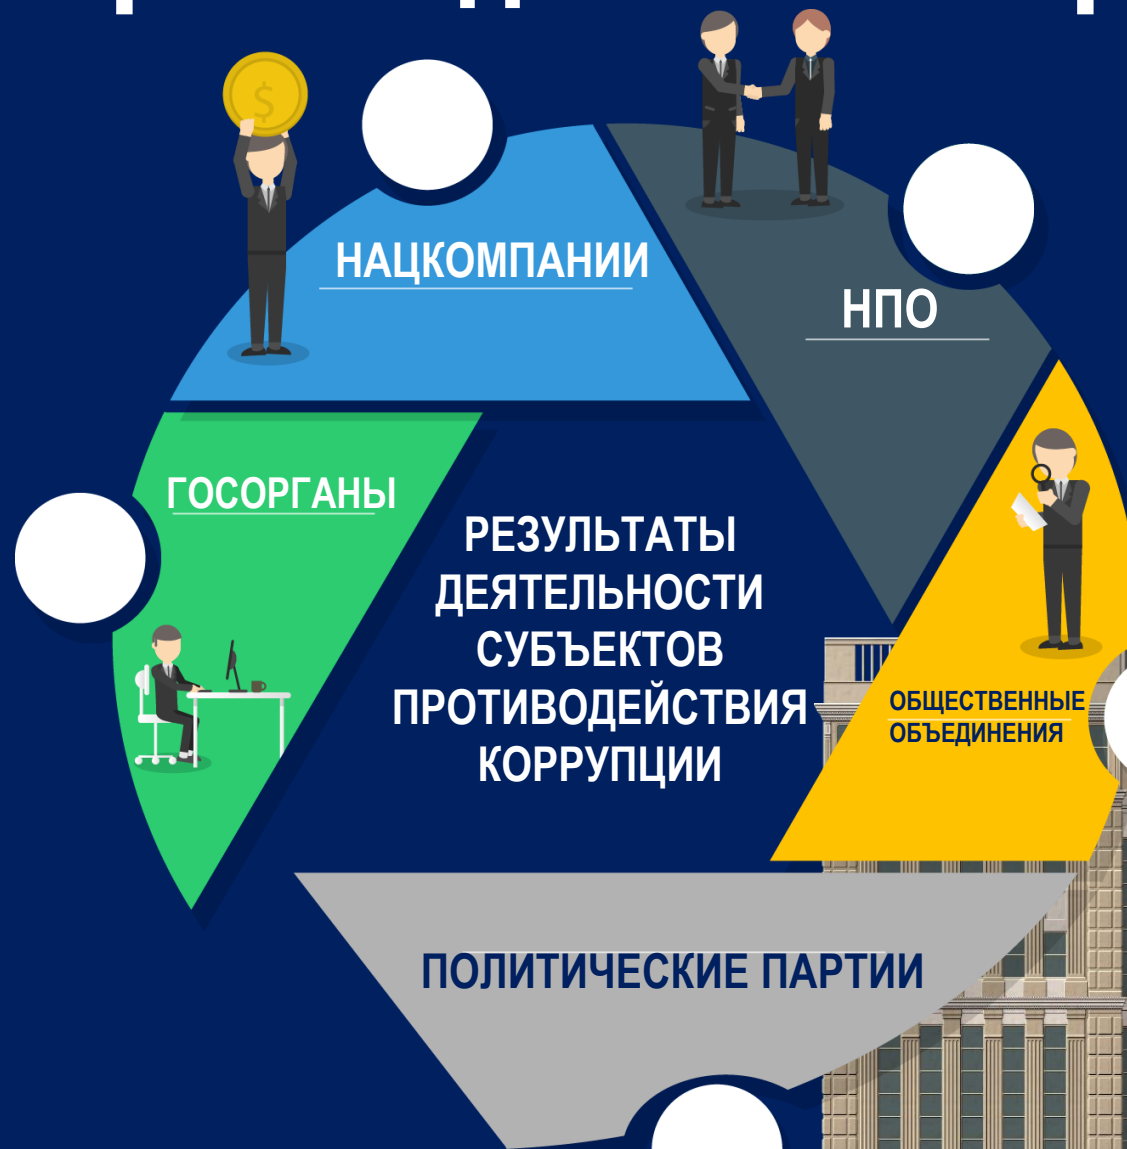 НАЦКОМПАНИИ
НПО
ГОСОРГАНЫ
РЕЗУЛЬТАТЫ
ДЕЯТЕЛЬНОСТИ
СУБЪЕКТОВ
ПРОТИВОДЕЙСТВИЯ
КОРРУПЦИИ
ОБЩЕСТВЕННЫЕ
ОБЪЕДИНЕНИЯ
ПОЛИТИЧЕСКИЕ ПАРТИИ